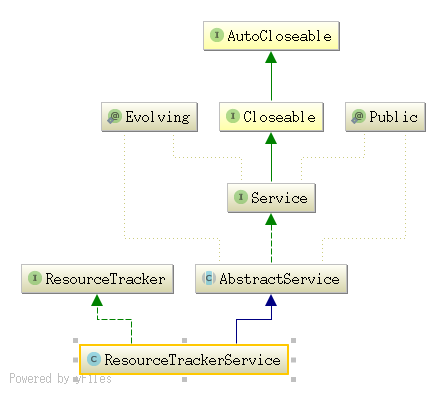 AutoCloseable
Evolving
Closeable
Public
Service
ResourceTracker
AbstractService
ResourceTrackerService
Powered by yFiles